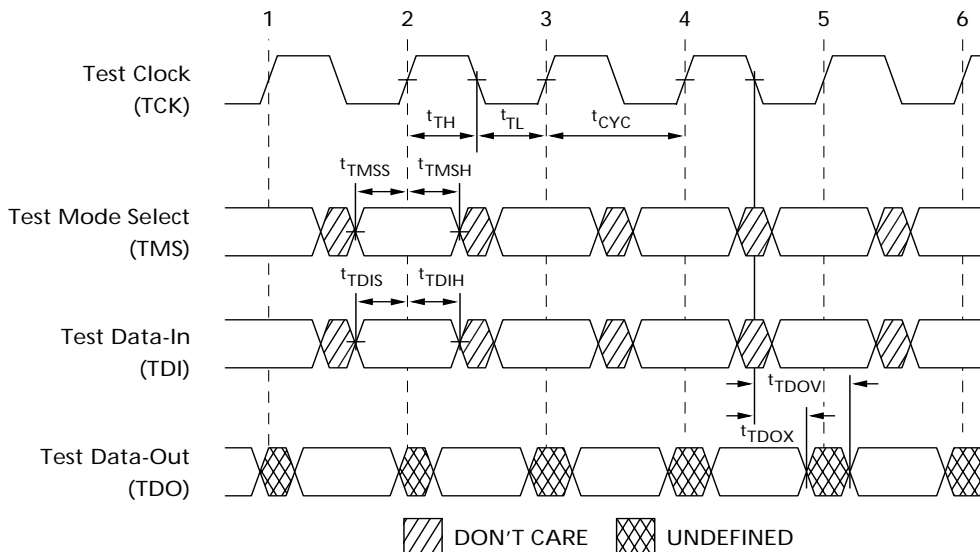 1 2 3 4 5 6
Test Clock
(TCK)
tTH tTL tCYC
tTMSS tTMSH
Test Mode Select
(TMS)
tTDIS tTDIH
Test Data-In
(TDI)
tTDOV
tTDOX
Test Data-Out
(TDO)
DON'T CARE UNDEFINED